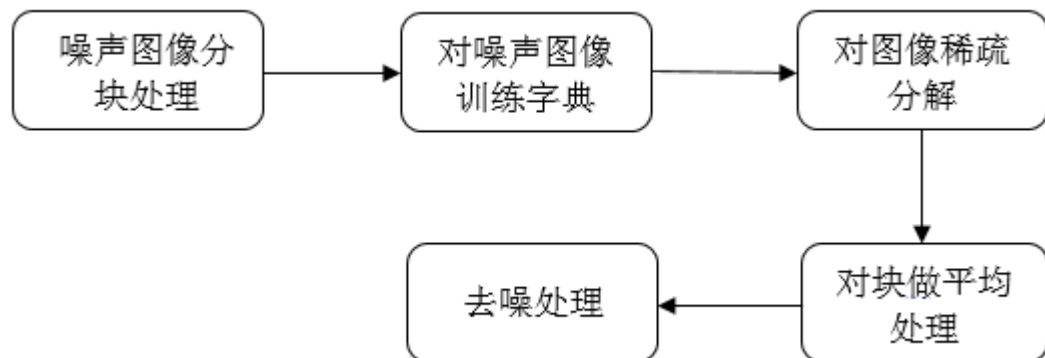 噪声图像分
块处理
对噪声图像
训练字典
对图像稀疏
分解
对块做平均
处理
去噪处理